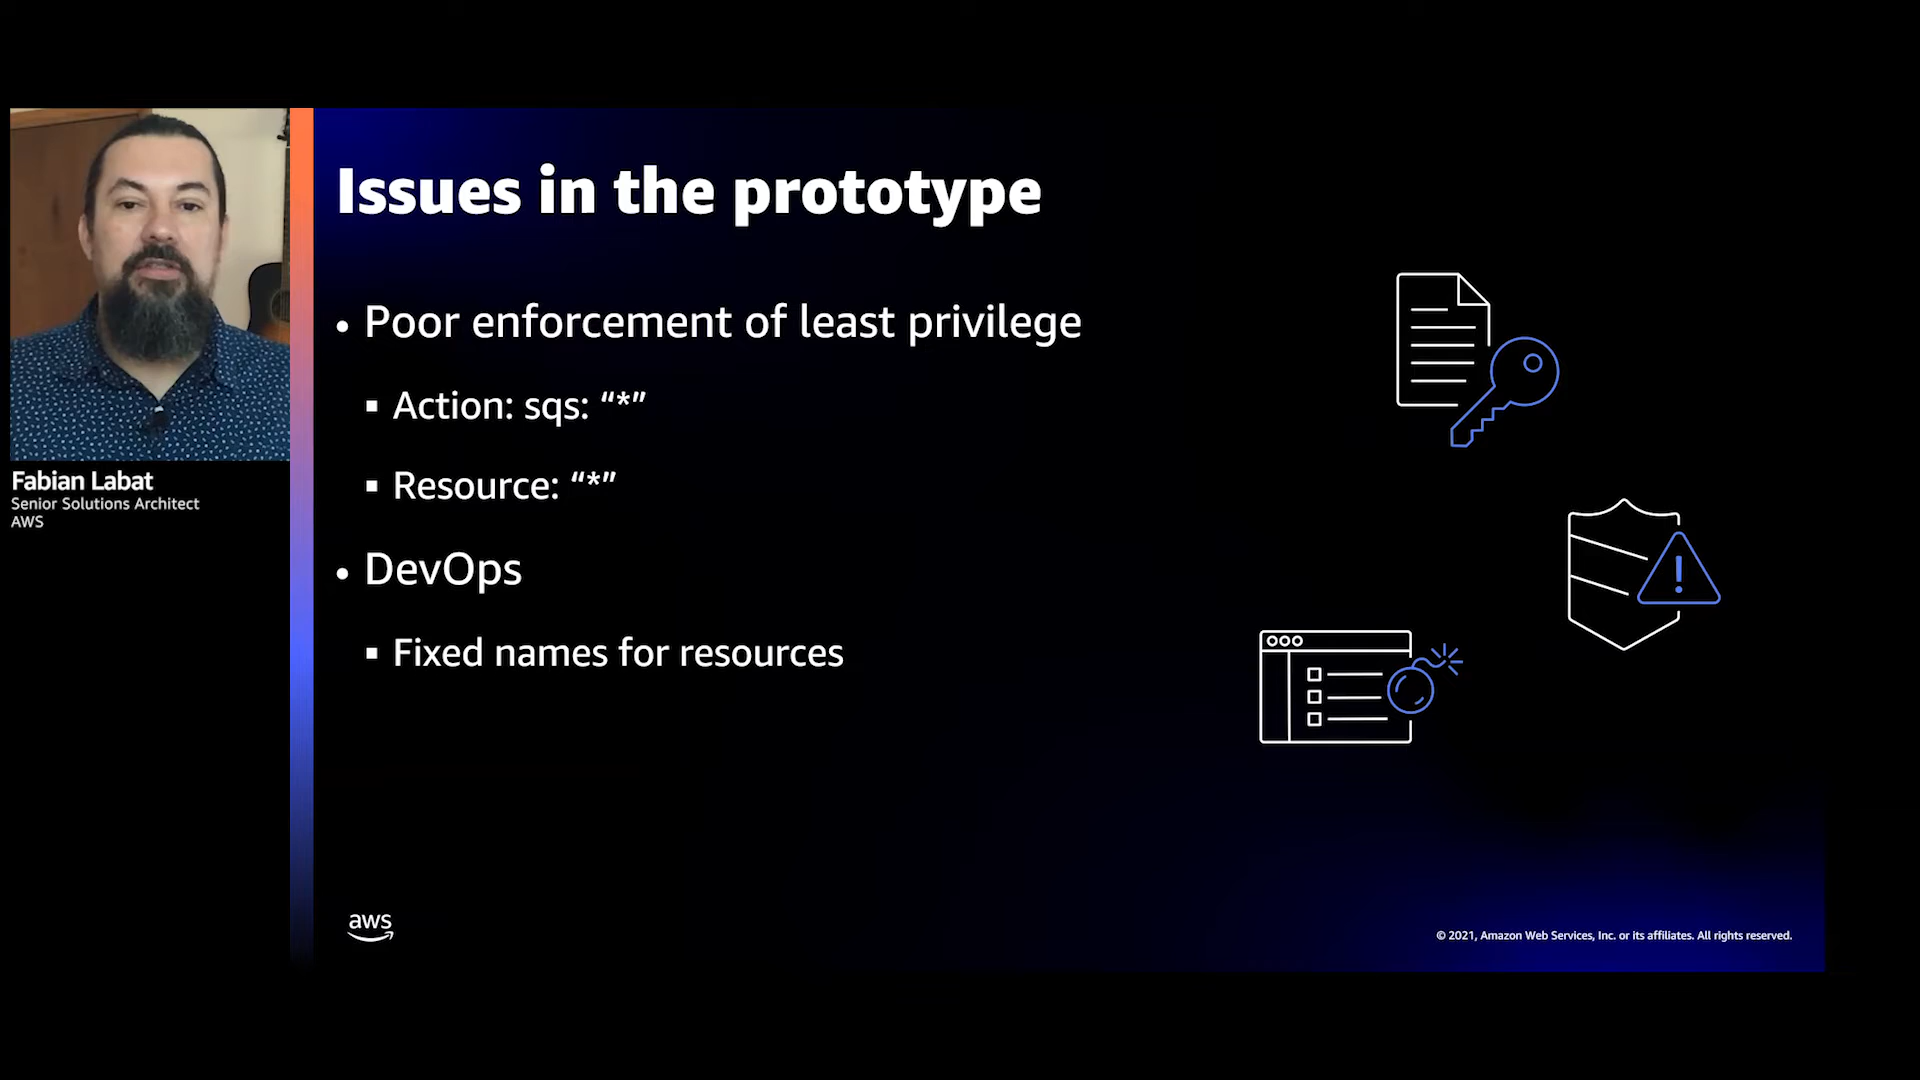 Issues in the prototype
• Poor enforcement of least privilege
▪ Action: sqs: “*”
▪ Resource: “*”
• DevOps
▪ Fixed names for resources
Fabian Labat
Senior Solutions Architect
AWS
aws
© 2021, Amazon Web Services, Inc. or its affiliates. All rights reserved.